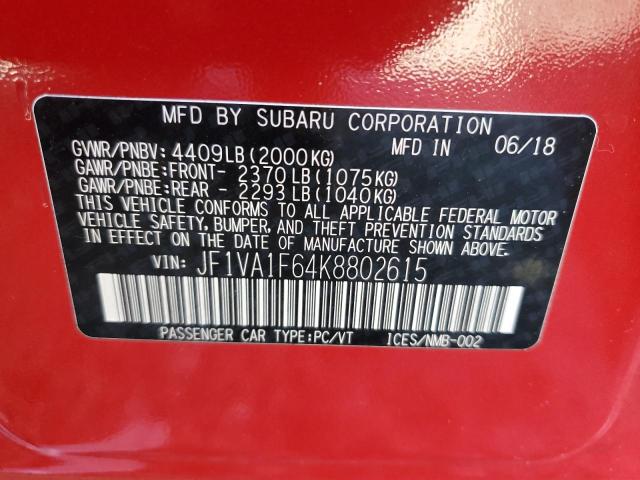 MFD BY SUBARU CORPORATION
GVWR/PNBV: 4409LB(2000KG) MFD IN 06/18
GAWR/PNBE:FRONT- 2370LB(1075KG)
GAWR/PNBE:REAR - 2293LB(1040KG)
THIS VEHICLE CONFORMS TO ALL APPLICABLE FEDERAL MOTOR
VEHICLE SAFETY, BUMPER, AND THEFT PREVENTION STANDARDS
IN EFFECT ON THE DATE OF MANUFACTURE SHOWN ABOVE.
VIN: JF1VA1F64K8802615
PASSENGER CAR TYPE:PC/VT ICES/NMB-002